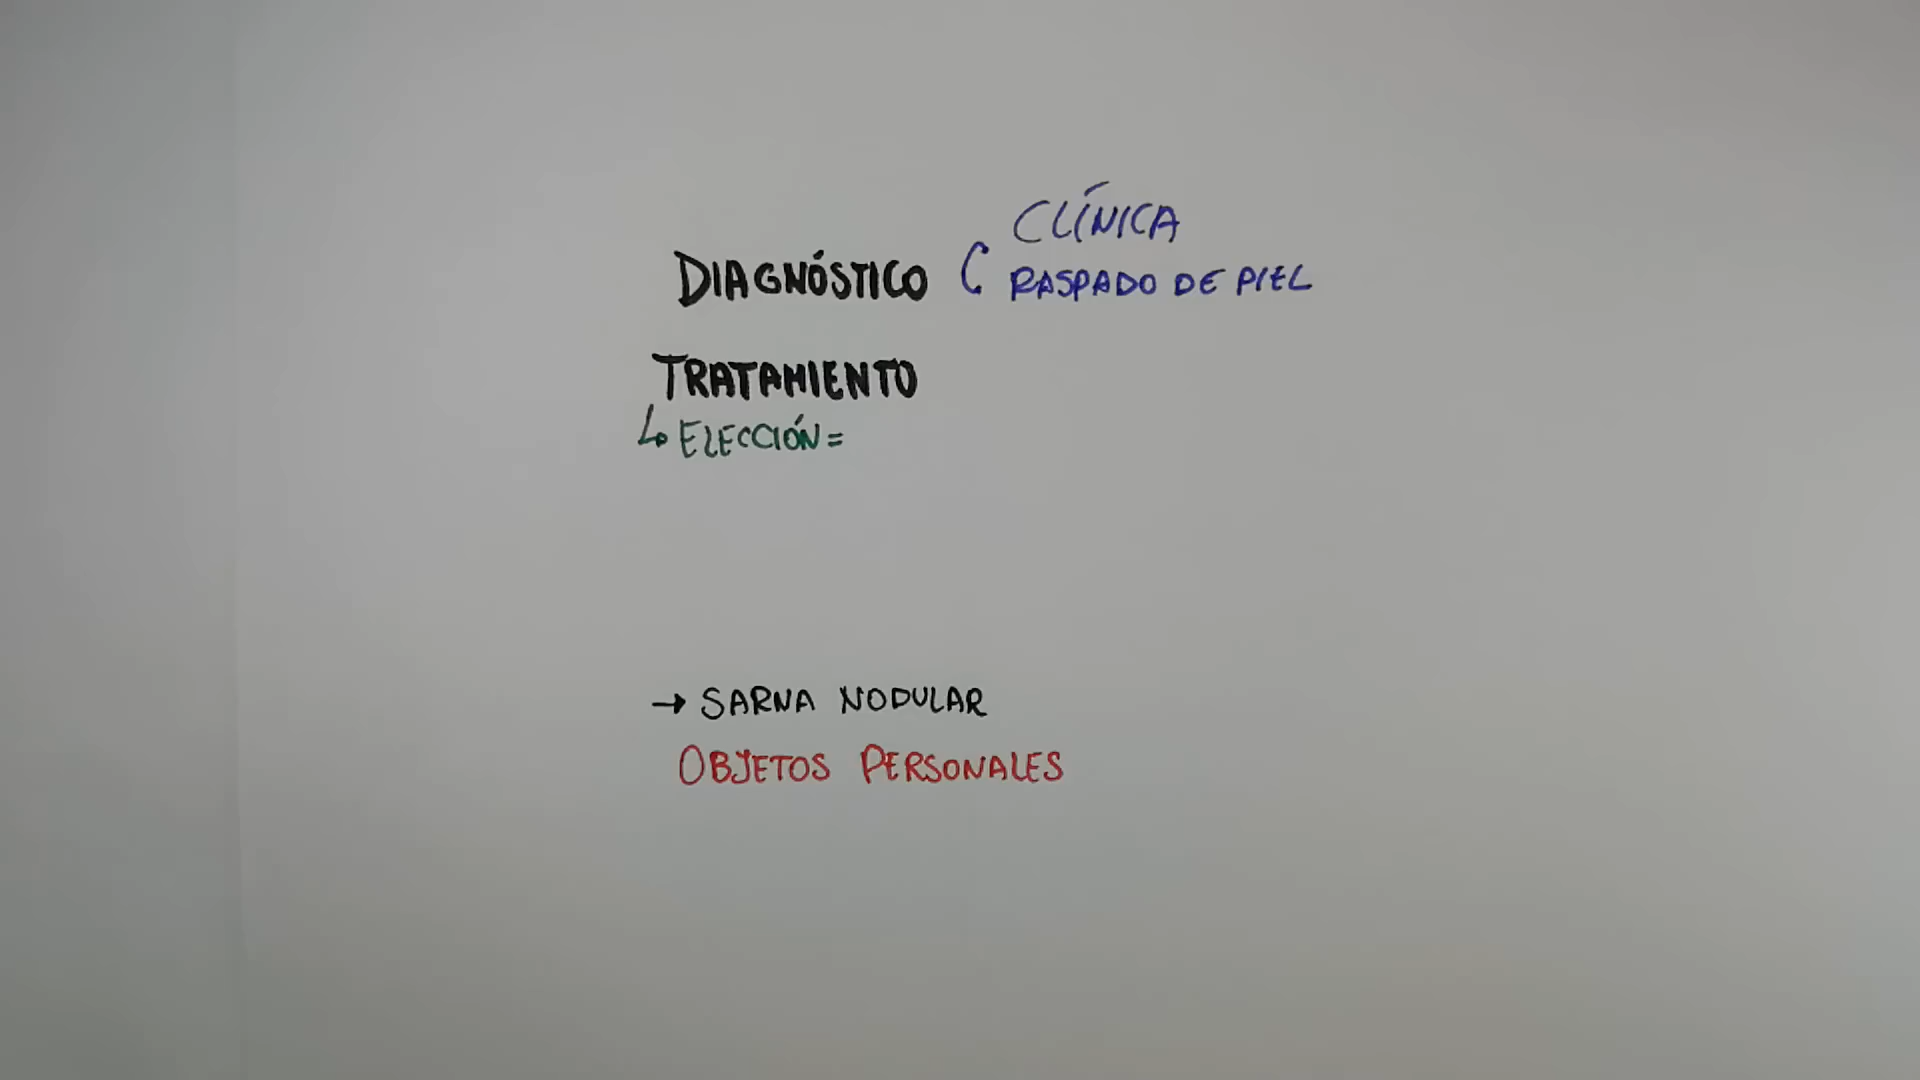 CLÍNICA
DIAGNÓSTICO
RASPADO DE PIEL
TRATAMIENTO
↳ ELECCIÓN =
→ SARNA NODULAR
OBJETOS PERSONALES